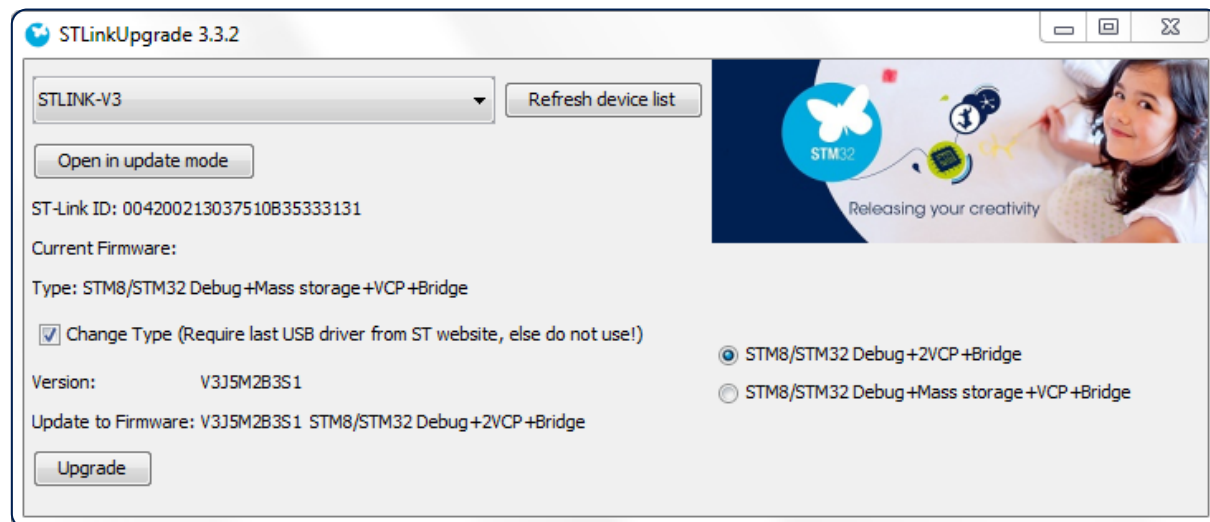 STLinkUpgrade 3.3.2
STLINK-V3
Refresh device list
Open in update mode
ST-Link ID: 004200213037510B35333131
Current Firmware:
Type: STM8/STM32 Debug+Mass storage+VCP+Bridge
Change Type (Require last USB driver from ST website, else do not use!)
Version: V3J5M2B3S1
Update to Firmware: V3J5M2B3S1 STM8/STM32 Debug+2VCP+Bridge
Upgrade
STM32
Releasing your creativity
STM8/STM32 Debug+2VCP+Bridge
STM8/STM32 Debug+Mass storage+VCP+Bridge